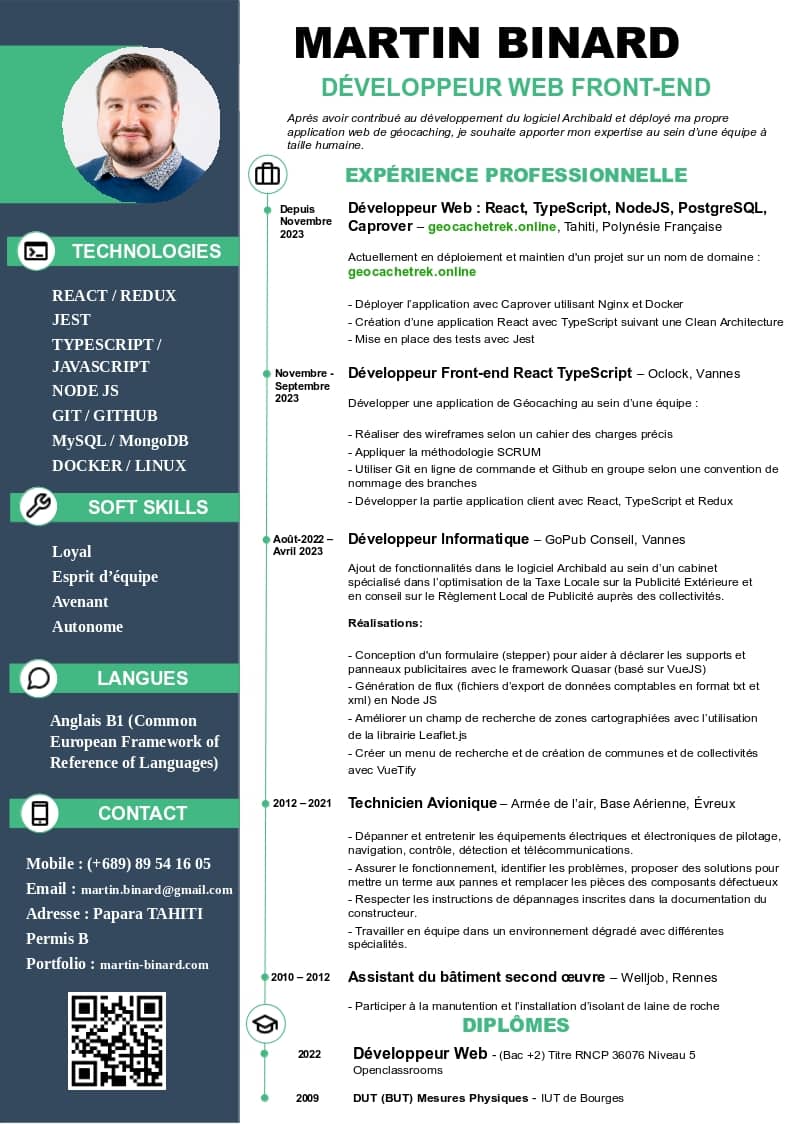 MARTIN BINARD
DÉVELOPPEUR WEB FRONT-END
Après avoir contribué au développement du logiciel Archibald et déployé ma propre
application web de géocaching, je souhaite apporter mon expertise au sein d'une équipe à
taille humaine.
TECHNOLOGIES
REACT / REDUX
JEST
TYPESCRIPT /
JAVASCRIPT
NODE JS
GIT / GITHUB
MySQL / MongoDB
DOCKER / LINUX
SOFT SKILLS
Loyal
Esprit d'équipe
Avenant
Autonome
LANGUES
Anglais B1 (Common
European Framework of
Reference of Languages)
CONTACT
Mobile : (+689) 89 54 16 05
Email : martin.binard@gmail.com
Adresse : Papara TAHITI
Permis B
Portfolio : martin-binard.com
EXPÉRIENCE PROFESSIONNELLE
Depuis
Novembre
2023
Développeur Web : React, TypeScript, NodeJS, PostgreSQL,
Caprover – geocachetrek.online, Tahiti, Polynésie Française
Actuellement en déploiement et maintien d'un projet sur un nom de domaine :
geocachetrek.online
- Déployer l'application avec Caprover utilisant Nginx et Docker
- Création d'une application React avec TypeScript suivant une Clean Architecture
- Mise en place des tests avec Jest
Novembre -
Septembre
2023
Développeur Front-end React TypeScript – Oclock, Vannes
Développer une application de Géocaching au sein d'une équipe :
- Réaliser des wireframes selon un cahier des charges précis
- Appliquer la méthodologie SCRUM
- Utiliser Git en ligne de commande et Github en groupe selon une convention de
nommage des branches
- Développer la partie application client avec React, TypeScript et Redux
Août-2022 –
Avril 2023
Développeur Informatique – GoPub Conseil, Vannes
Ajout de fonctionnalités dans le logiciel Archibald au sein d'un cabinet
spécialisé dans l'optimisation de la Taxe Locale sur la Publicité Extérieure et
en conseil sur le Règlement Local de Publicité auprès des collectivités.
Réalisations:
- Conception d'un formulaire (stepper) pour aider à déclarer les supports et
panneaux publicitaires avec le framework Quasar (basé sur VueJS)
- Génération de flux (fichiers d'export de données comptables en format txt et
xml) en Node JS
- Améliorer un champ de recherche de zones cartographiées avec l'utilisation
de la librairie Leaflet.js
- Créer un menu de recherche et de création de communes et de collectivités
avec VueTify
2012 – 2021
Technicien Avionique – Armée de l'air, Base Aérienne, Évreux
- Dépanner et entretenir les équipements électriques et électroniques de pilotage,
navigation, contrôle, détection et télécommunications.
- Assurer le fonctionnement, identifier les problèmes, proposer des solutions pour
mettre un terme aux pannes et remplacer les pièces des composants défectueux
- Respecter les instructions de dépannages inscrites dans la documentation du
constructeur.
- Travailler en équipe dans un environnement dégradé avec différentes
spécialités.
2010 – 2012
Assistant du bâtiment second œuvre – Welljob, Rennes
- Participer à la manutention et l'installation d'isolant de laine de roche
DIPLÔMES
2022
Développeur Web - (Bac +2) Titre RNCP 36076 Niveau 5
Openclassrooms
2009
DUT (BUT) Mesures Physiques - IUT de Bourges